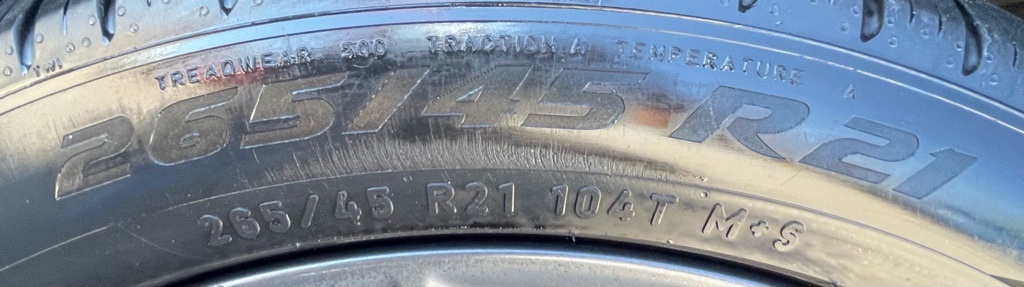 TWI
TREADWEAR 500 TRACTION A TEMPERATURE A
265/45 R21
265/45 R21 104T M+S